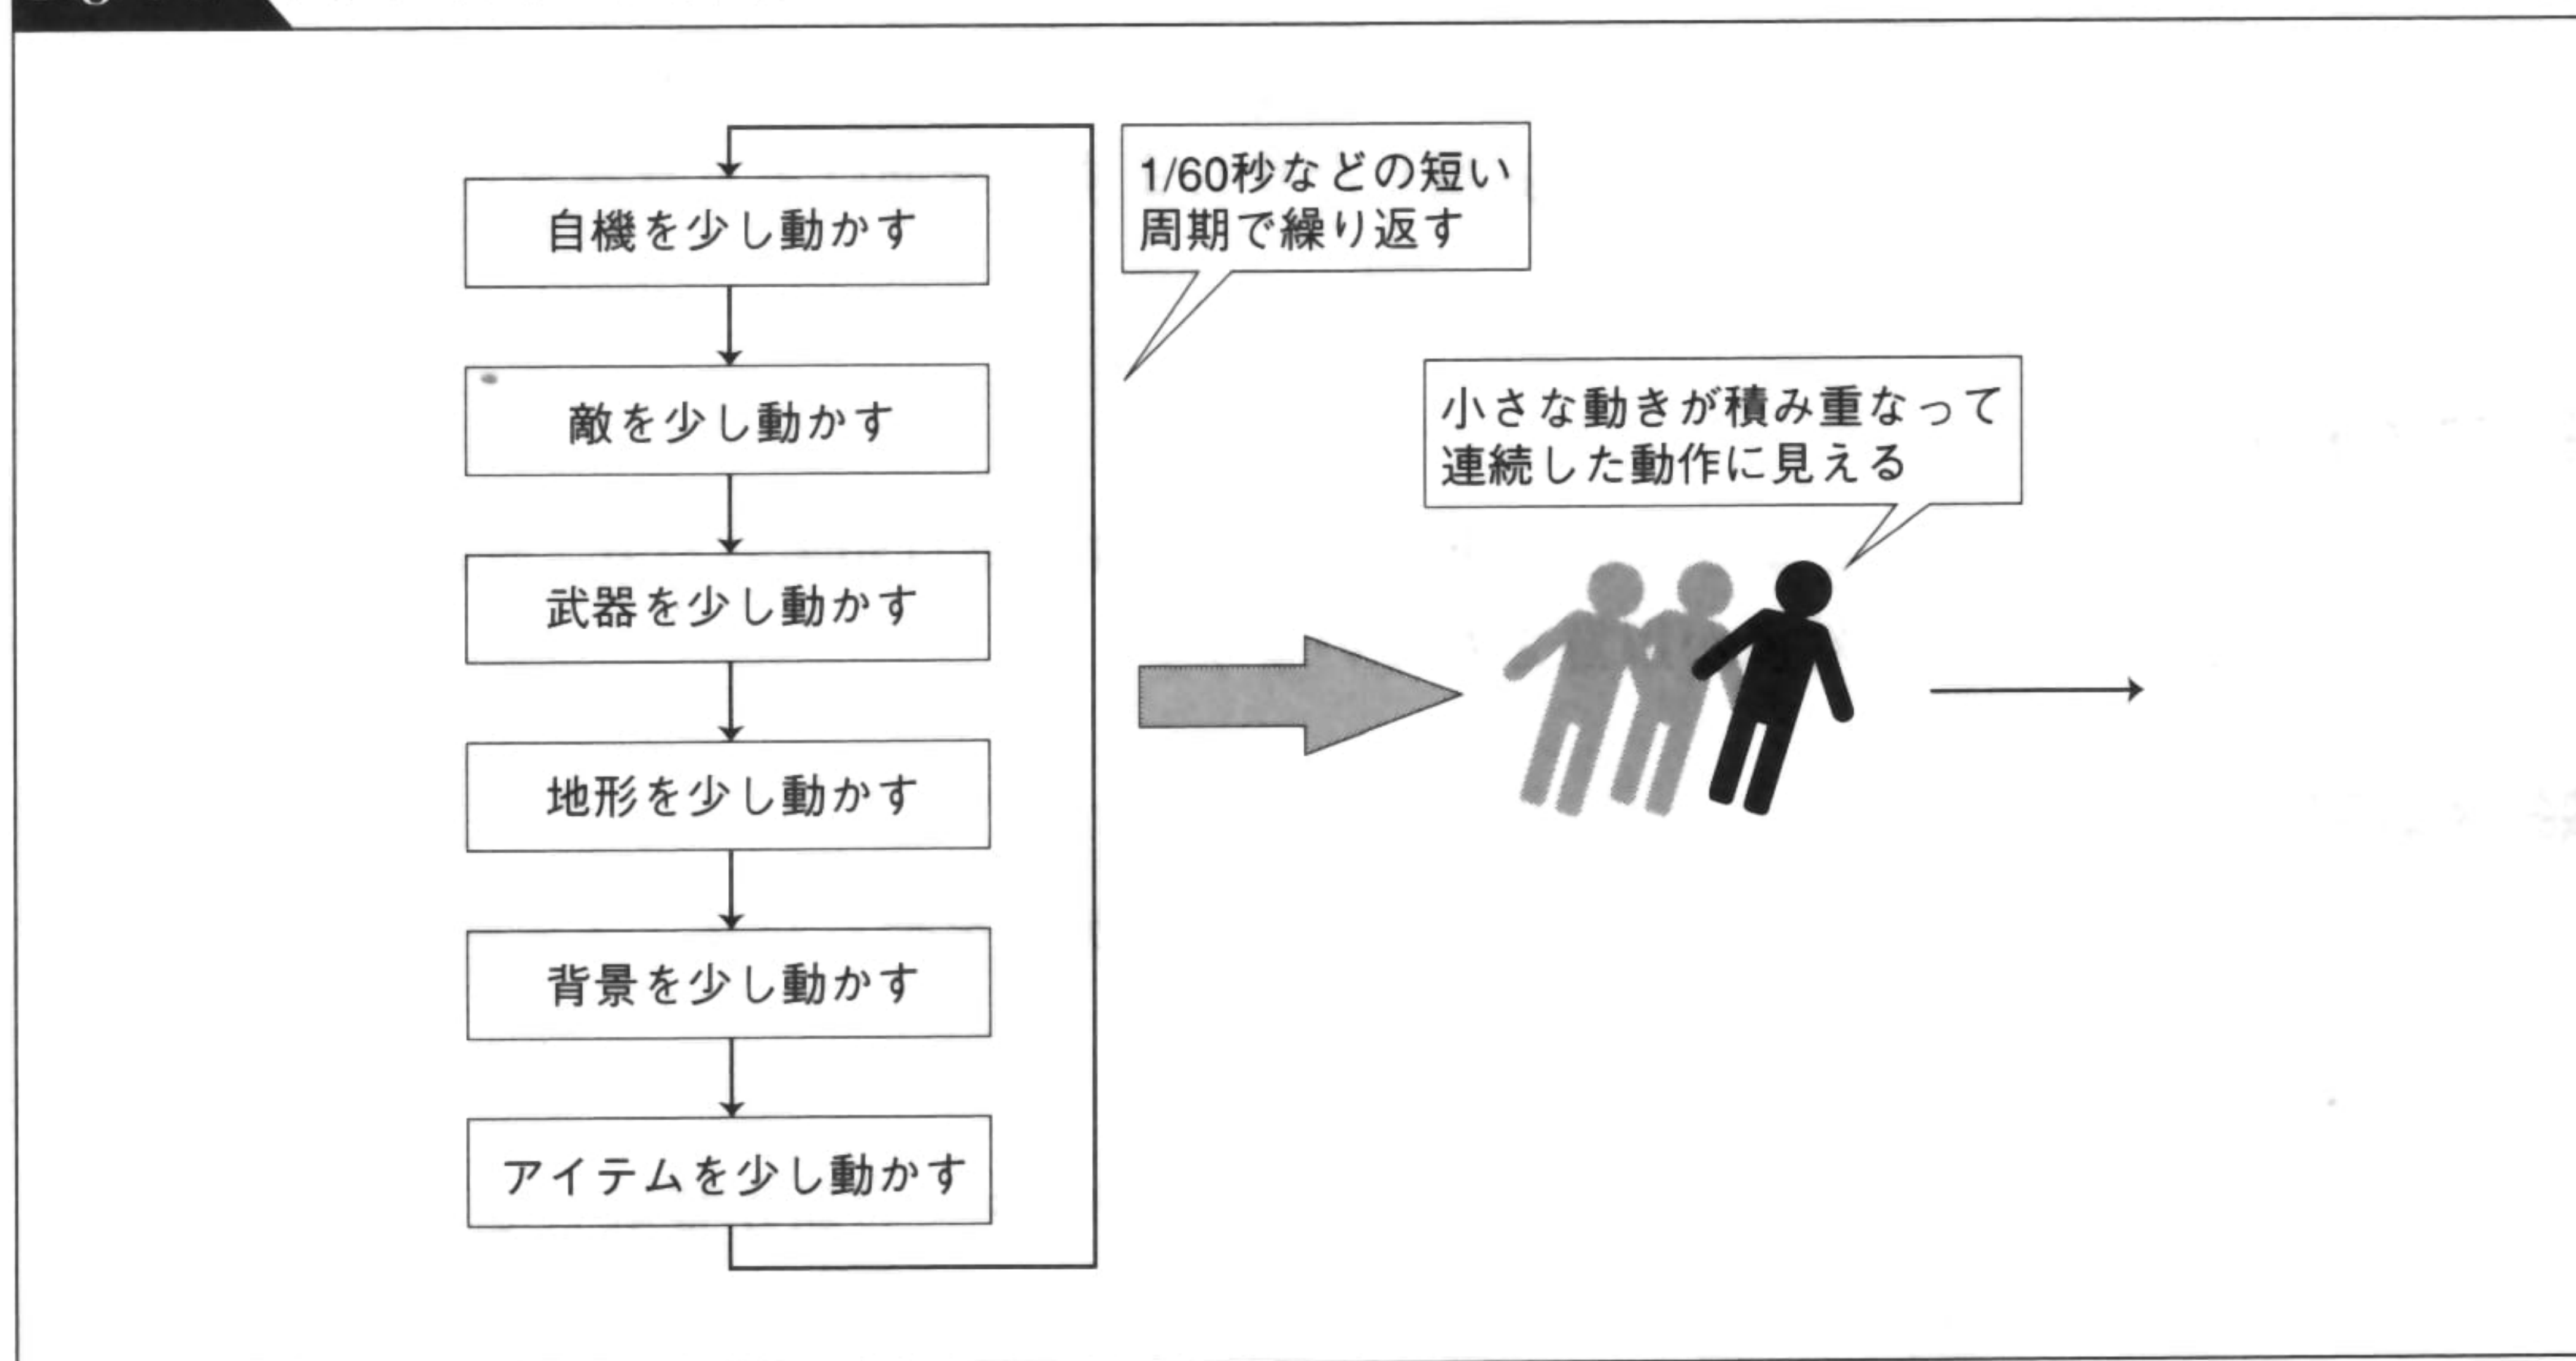 自機を少し動かす
敵を少し動かす
武器を少し動かす
地形を少し動かす
背景を少し動かす
アイテムを少し動かす
1/60秒などの短い
周期で繰り返す
小さな動きが積み重なって
連続した動作に見える